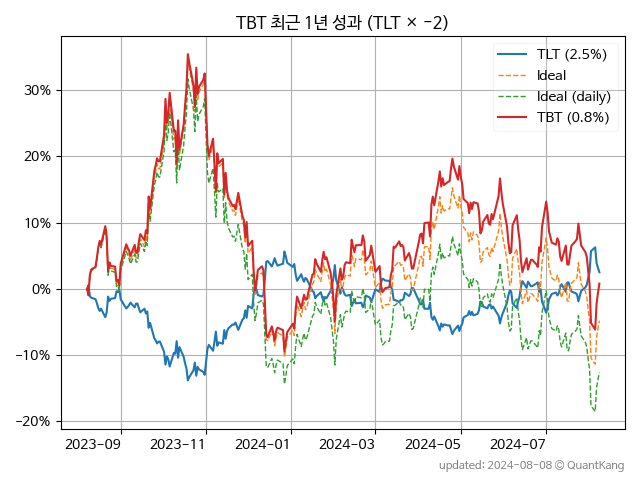 TBT 최근 1년 성과 (TLT × −2)
TLT (2.5%)
Ideal
Ideal (daily)
TBT (0.8%)
30%
20%
10%
0%
−10%
−20%
2023-09
2023-11
2024-01
2024-03
2024-05
2024-07
updated: 2024-08-08 © QuantKang